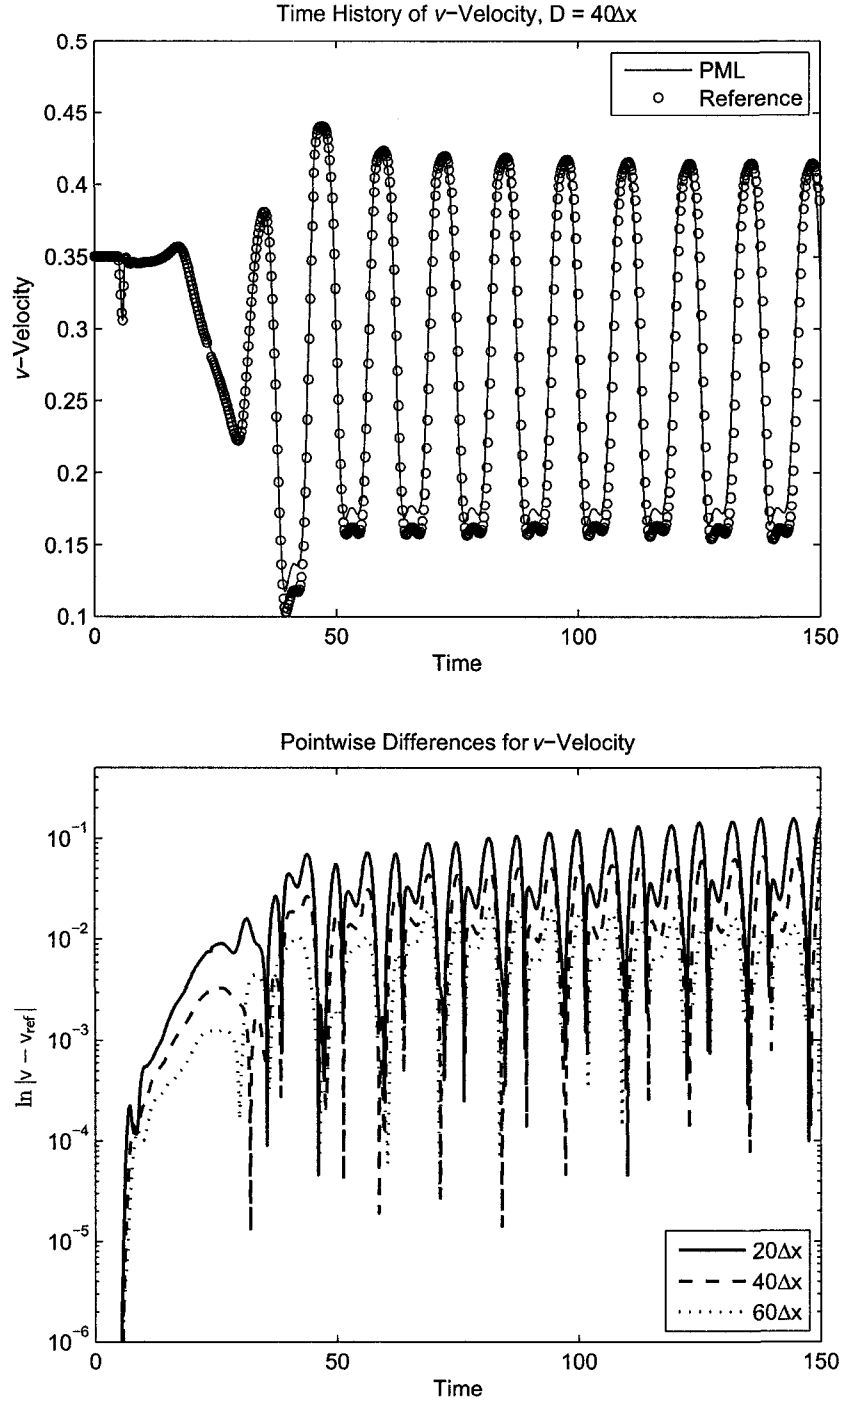 Time History of v−Velocity, D = 40Δx
0.5
0.45
0.4
0.35
0.3
0.25
0.2
0.15
0.1
v−Velocity
PML
Reference
0
50
100
150
Time
Pointwise Differences for v−Velocity
10⁻¹
10⁻²
10⁻³
10⁻⁴
10⁻⁵
10⁻⁶
ln |v − v_ref|
20Δx
40Δx
60Δx
0
50
100
150
Time